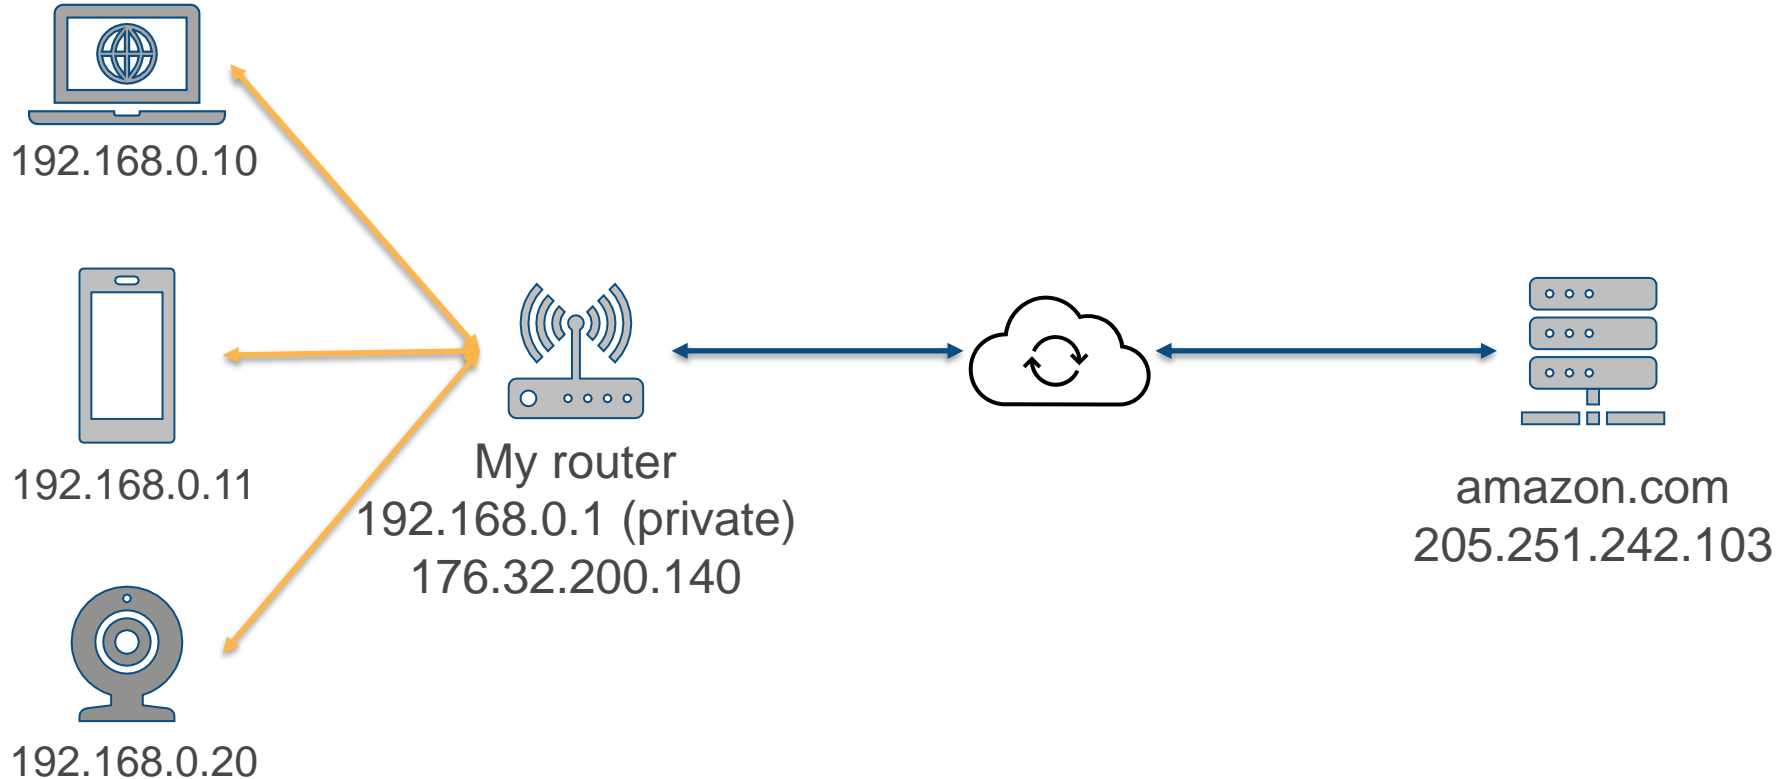 192.168.0.10
192.168.0.11
192.168.0.20
My router
192.168.0.1 (private)
176.32.200.140
amazon.com
205.251.242.103